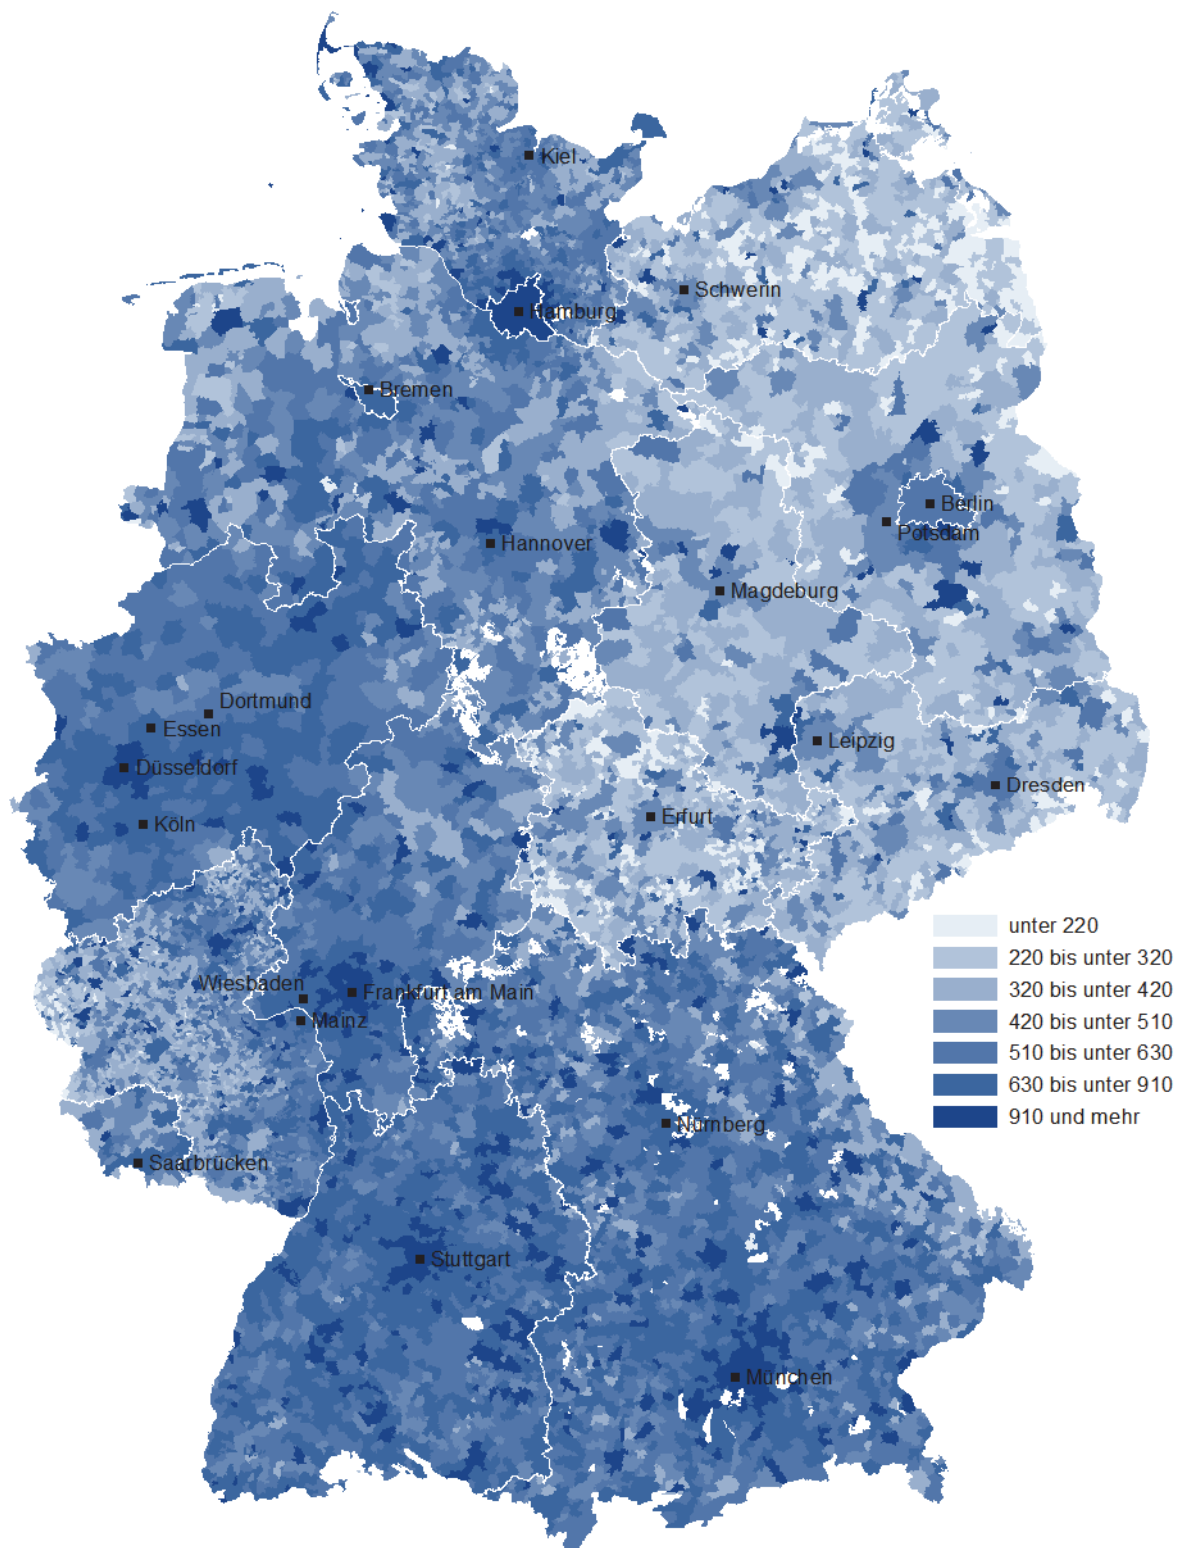 Kiel
Schwerin
Hamburg
Bremen
Berlin
Potsdam
Hannover
Magdeburg
Dortmund
Essen
Leipzig
Düsseldorf
Dresden
Köln
Erfurt
unter 220
220 bis unter 320
320 bis unter 420
420 bis unter 510
510 bis unter 630
630 bis unter 910
910 und mehr
Wiesbaden
Frankfurt am Main
Mainz
Nürnberg
Saarbrücken
Stuttgart
München